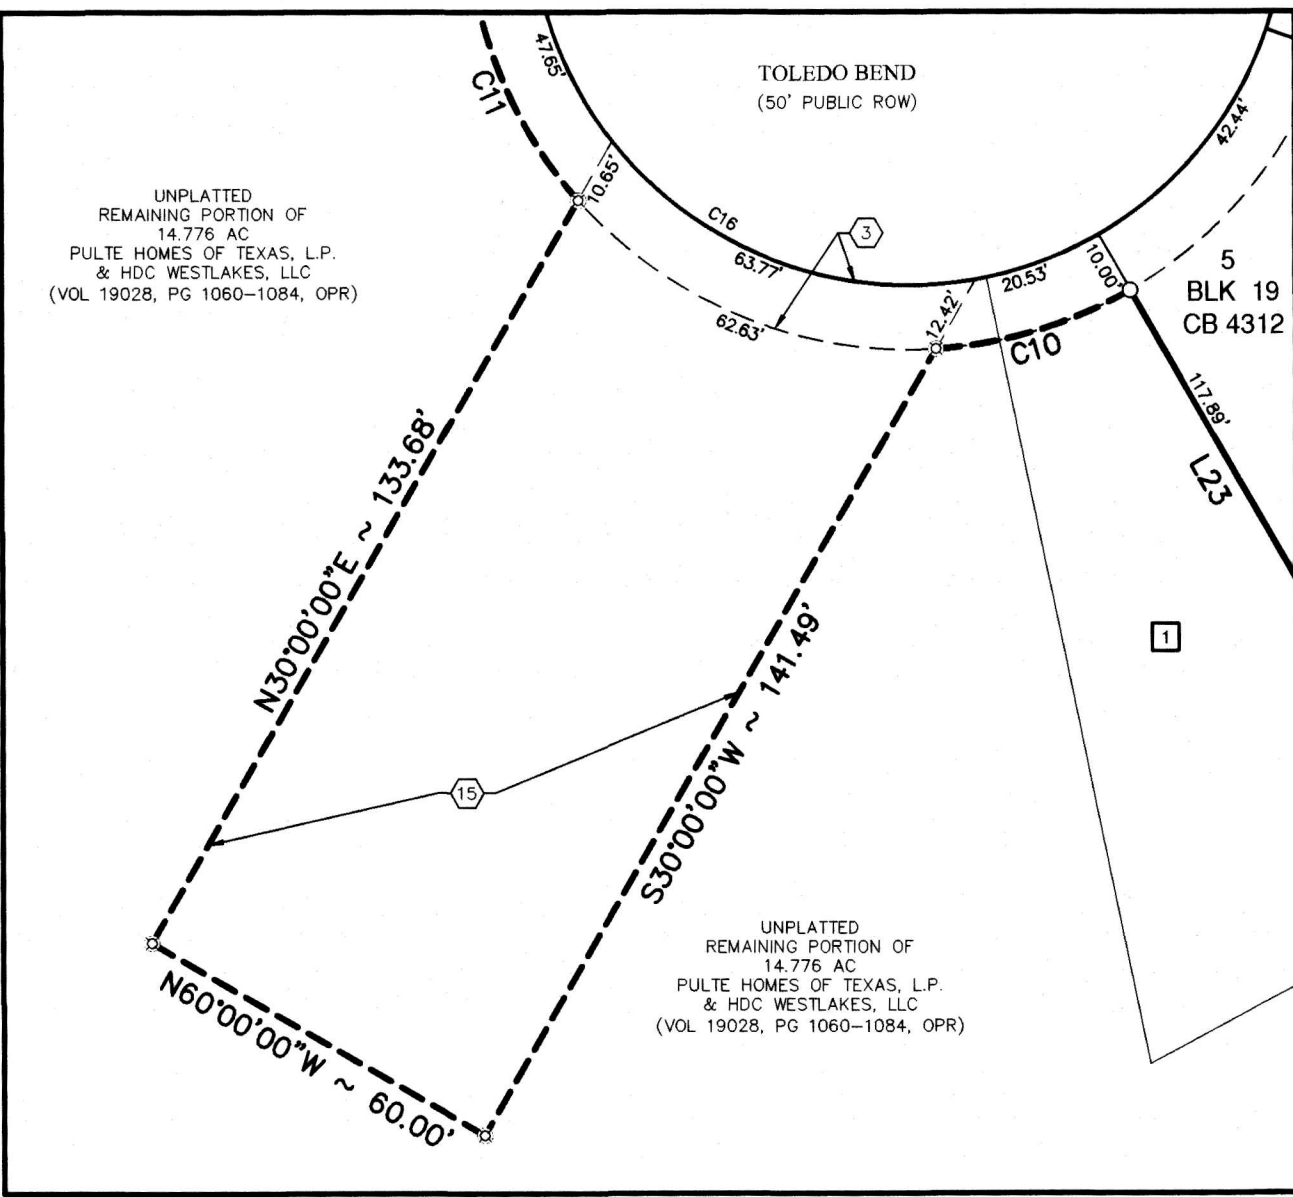 TOLEDO BEND
(50' PUBLIC ROW)
47.65'
C11
42.44'
10.65'
UNPLATTED
REMAINING PORTION OF
14.776 AC
PULTE HOMES OF TEXAS, L.P.
& HDC WESTLAKES, LLC
(VOL 19028, PG 1060-1084, OPR)
C16
3
63.77'
20.53'
10.00'
5
BLK 19
CB 4312
62.63'
12.42'
C10
117.89'
L23
N30°00'00"E ~ 133.68'
1
S30°00'00"W ~ 141.49'
15
UNPLATTED
REMAINING PORTION OF
14.776 AC
PULTE HOMES OF TEXAS, L.P.
& HDC WESTLAKES, LLC
(VOL 19028, PG 1060-1084, OPR)
N60°00'00"W ~ 60.00'